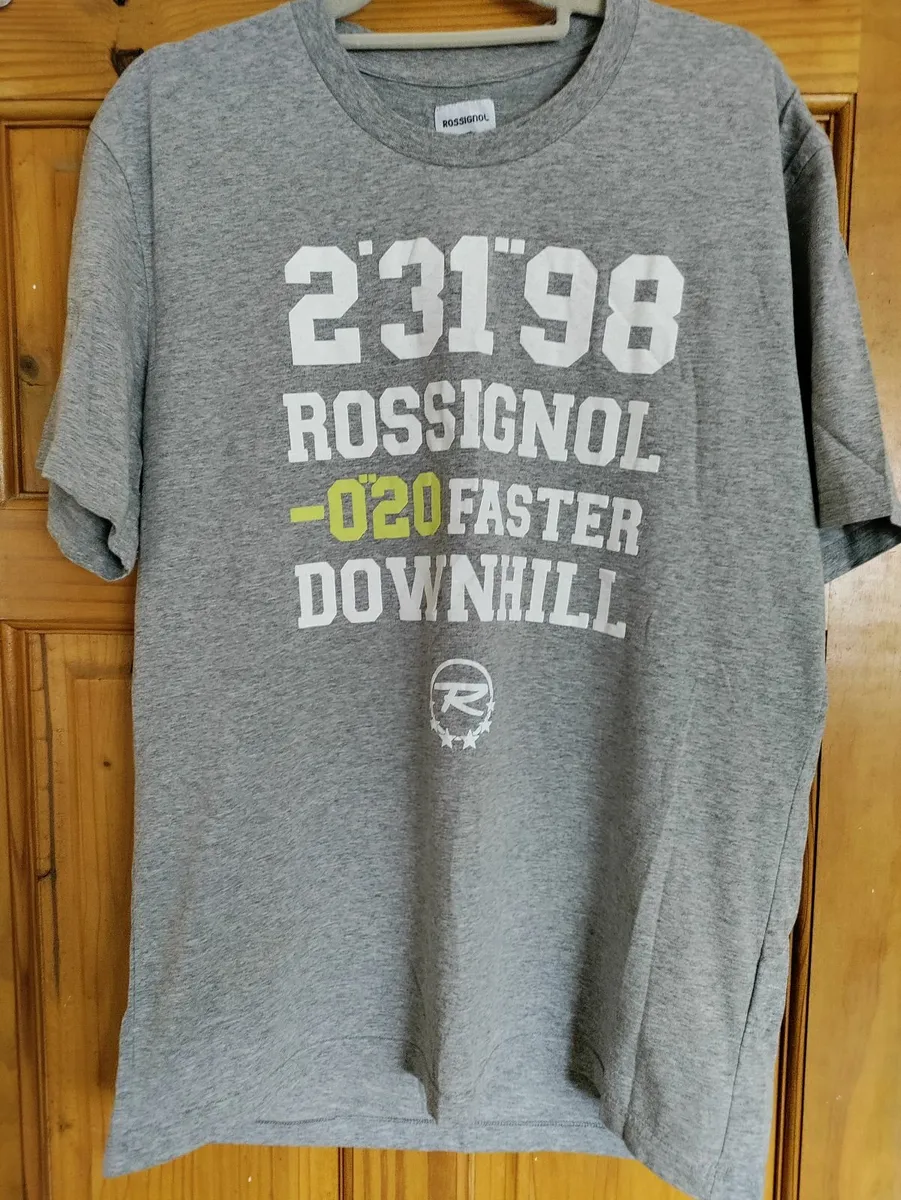 ROSSIGNOL
2'31"98
ROSSIGNOL
-0"20 FASTER
DOWNHILL
R